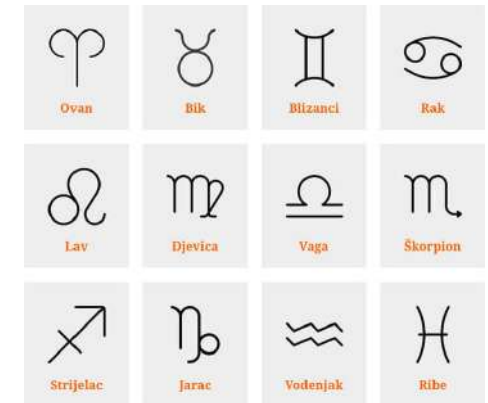 Ovan
Bik
Blizanci
Rak
Lav
Djevica
Vaga
Škorpion
Strijelac
Jarac
Vodenjak
Ribe